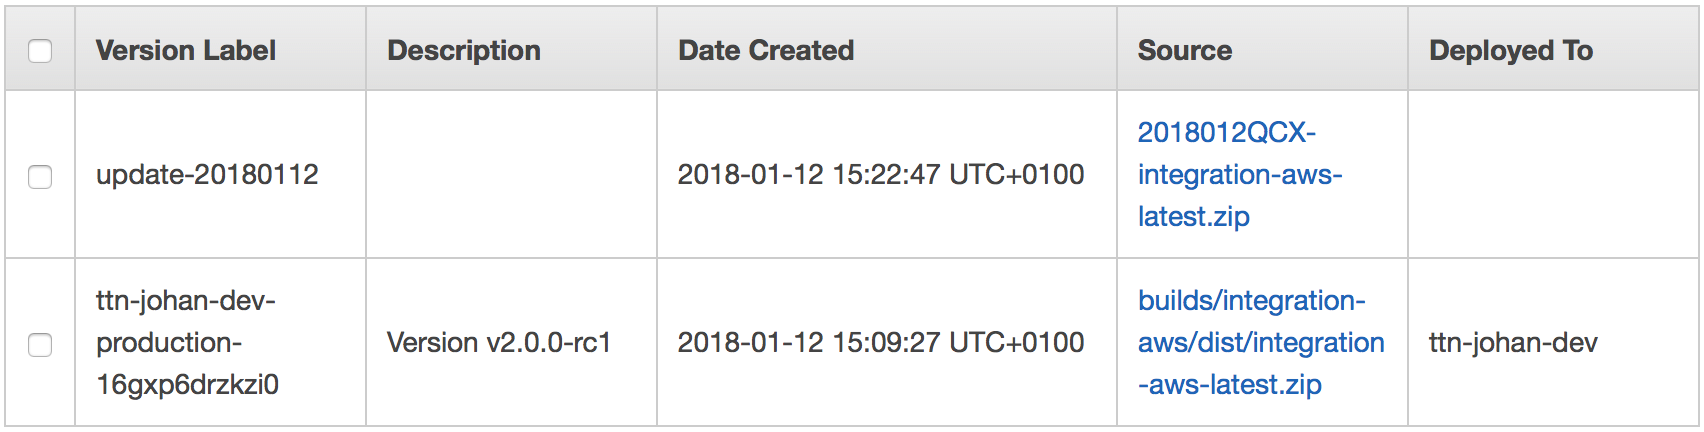 Version Label
Description
Date Created
Source
Deployed To
update-20180112
2018-01-12 15:22:47 UTC+0100
2018012QCX-
integration-aws-
latest.zip
ttn-johan-dev-
production-
16gxp6drzkzi0
Version v2.0.0-rc1
2018-01-12 15:09:27 UTC+0100
builds/integration-
aws/dist/integration
-aws-latest.zip
ttn-johan-dev